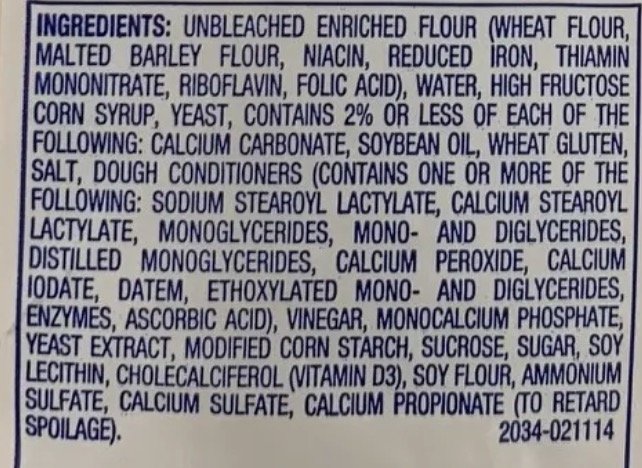 INGREDIENTS: UNBLEACHED ENRICHED FLOUR (WHEAT FLOUR,
MALTED BARLEY FLOUR, NIACIN, REDUCED IRON, THIAMIN
MONONITRATE, RIBOFLAVIN, FOLIC ACID), WATER, HIGH FRUCTOSE
CORN SYRUP, YEAST, CONTAINS 2% OR LESS OF EACH OF THE
FOLLOWING: CALCIUM CARBONATE, SOYBEAN OIL, WHEAT GLUTEN,
SALT, DOUGH CONDITIONERS (CONTAINS ONE OR MORE OF THE
FOLLOWING: SODIUM STEAROYL LACTYLATE, CALCIUM STEAROYL
LACTYLATE, MONOGLYCERIDES, MONO- AND DIGLYCERIDES,
DISTILLED MONOGLYCERIDES, CALCIUM PEROXIDE, CALCIUM
IODATE, DATEM, ETHOXYLATED MONO- AND DIGLYCERIDES,
ENZYMES, ASCORBIC ACID), VINEGAR, MONOCALCIUM PHOSPHATE,
YEAST EXTRACT, MODIFIED CORN STARCH, SUCROSE, SUGAR, SOY
LECITHIN, CHOLECALCIFEROL (VITAMIN D3), SOY FLOUR, AMMONIUM
SULFATE, CALCIUM SULFATE, CALCIUM PROPIONATE (TO RETARD
SPOILAGE). 2034-021114